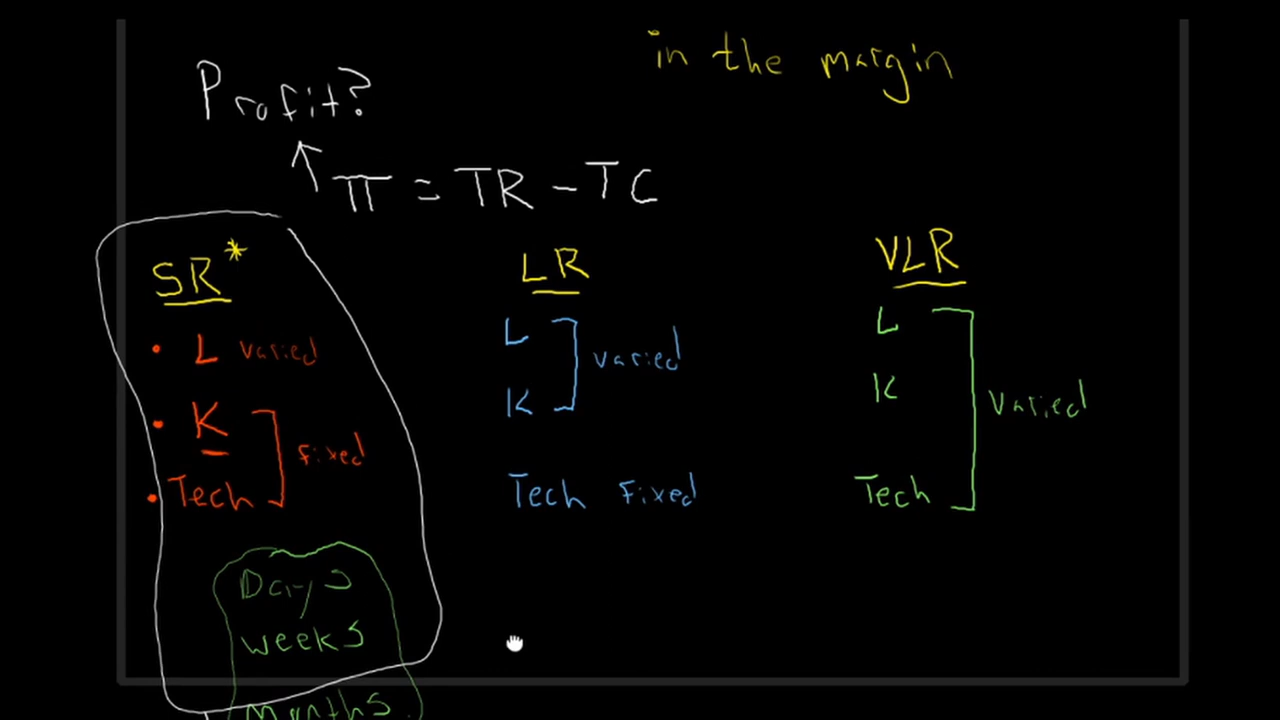 in the margin
Profit?
π = TR - TC
SR*
• L varied
• K
fixed
• Tech
Days
weeks
months
LR
L
varied
K
Tech Fixed
VLR
L
K
Varied
Tech